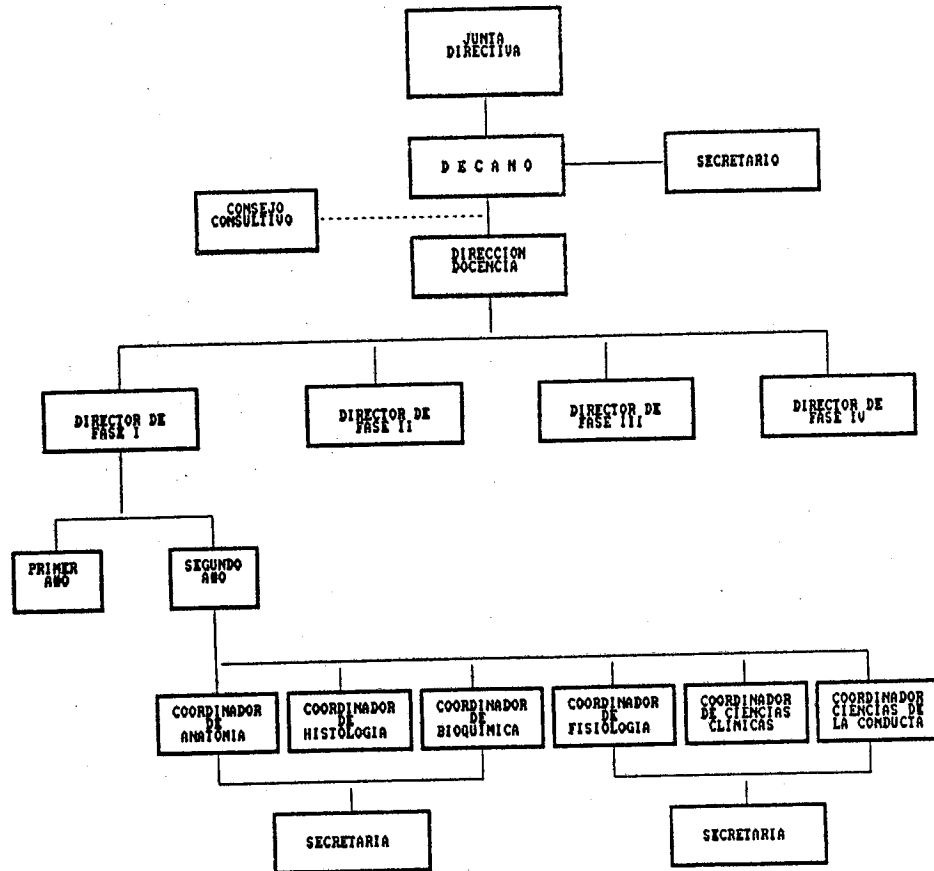 JUNTA
DIRECTIVA
D E C A N O
SECRETARIO
CONSEJO
CONSULTIVO
DIRECCION
DOCENCIA
DIRECTOR DE
FASE I
DIRECTOR DE
FASE II
DIRECTOR DE
FASE III
DIRECTOR DE
FASE IV
PRIMER
AÑO
SEGUNDO
AÑO
COORDINADOR
DE
ANATOMIA
COORDINADOR
DE
HISTOLOGIA
COORDINADOR
DE
BIOQUIMICA
COORDINADOR
DE
FISIOLOGIA
COORDINADOR
DE CIENCIAS
CLINICAS
COORDINADOR
CIENCIAS DE
LA CONDUCTA
SECRETARIA
SECRETARIA